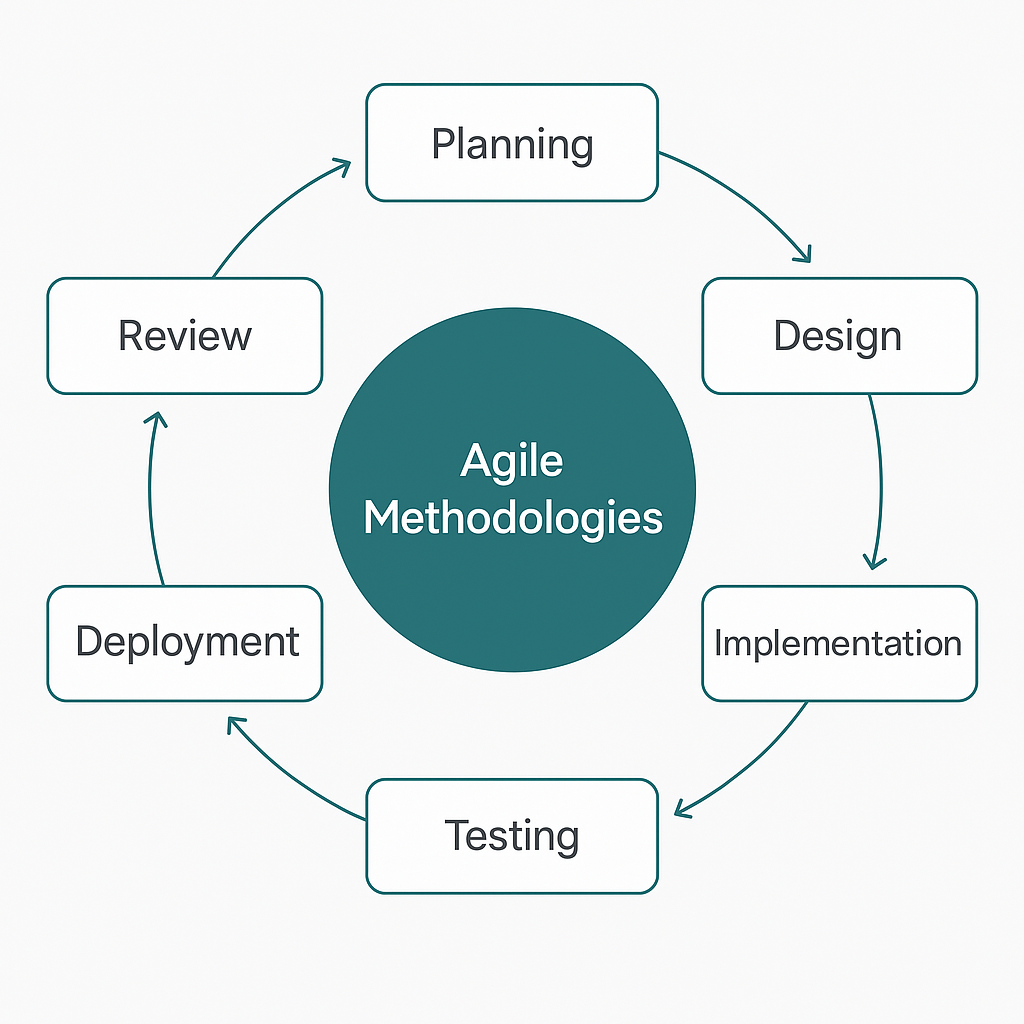 Planning
Review
Design
Agile
Methodologies
Deployment
Implementation
Testing